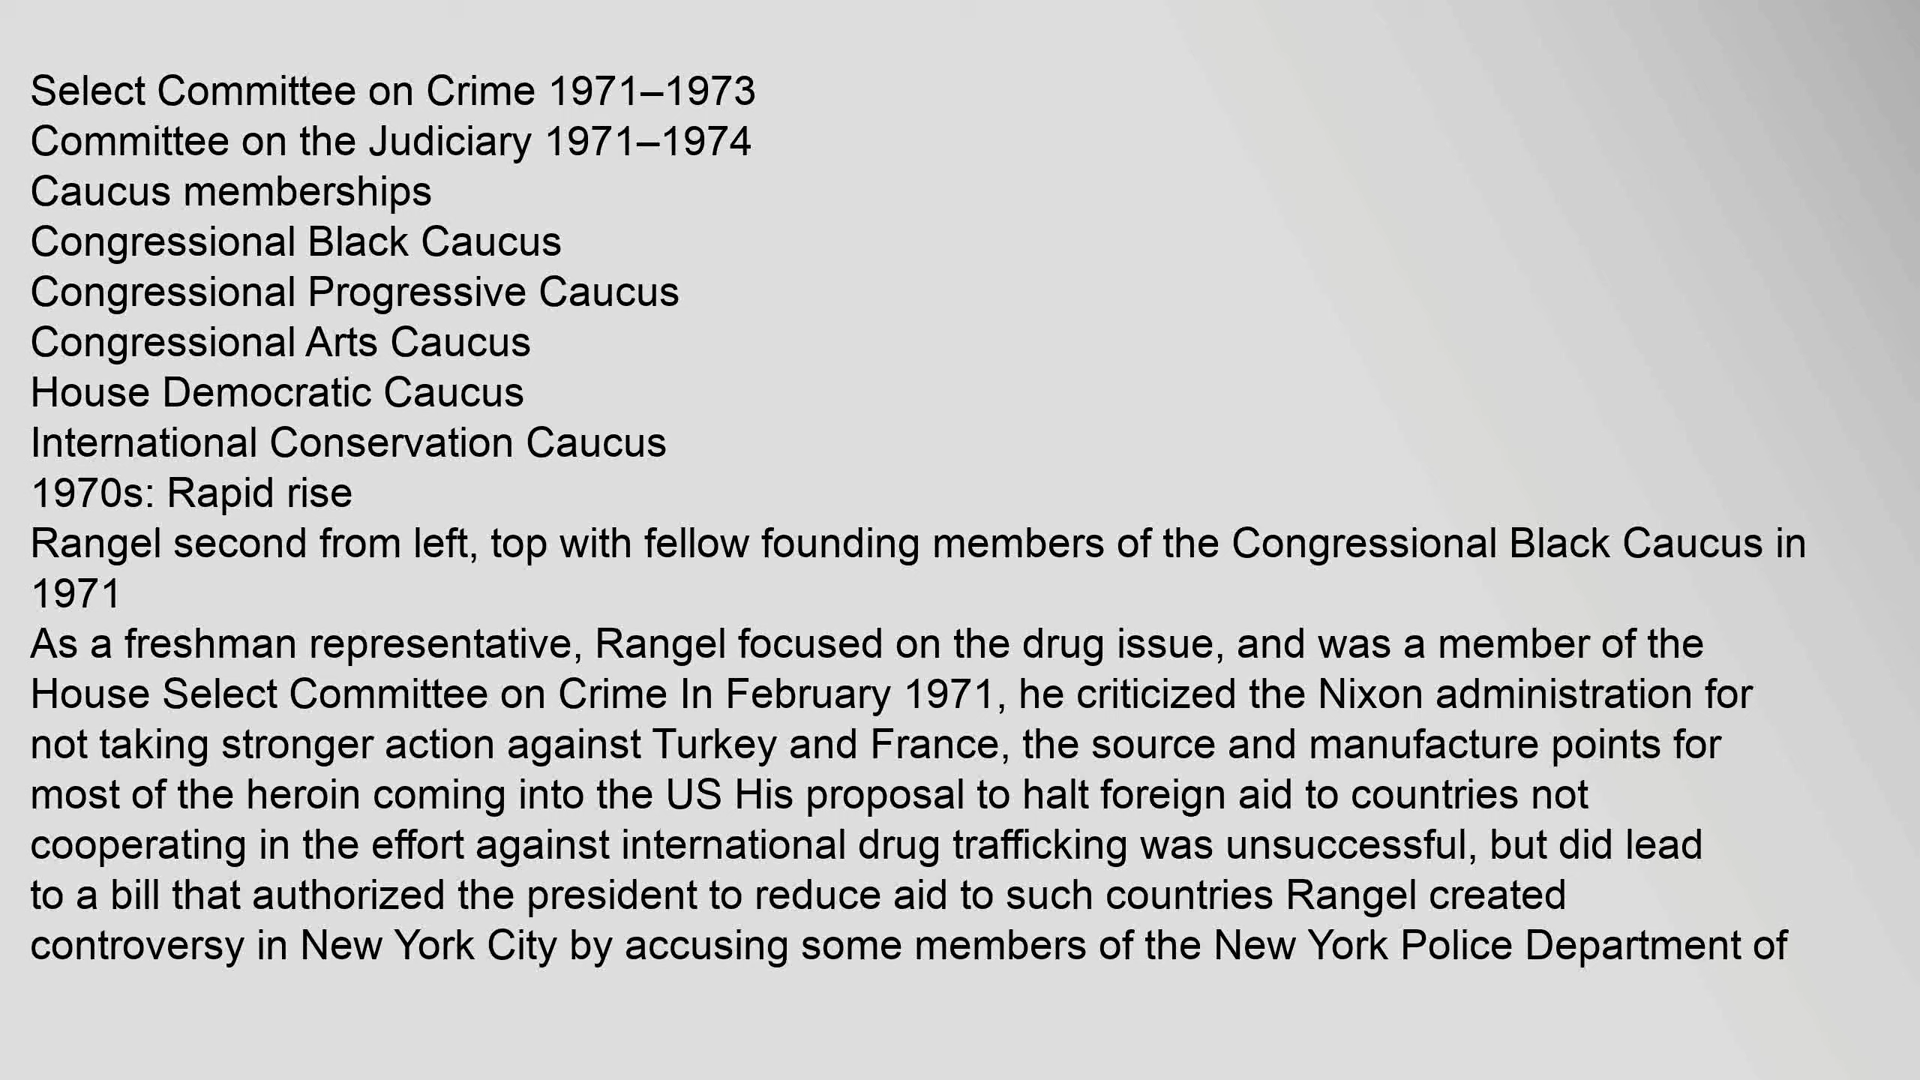 Select Committee on Crime 1971–1973
Committee on the Judiciary 1971–1974
Caucus memberships
Congressional Black Caucus
Congressional Progressive Caucus
Congressional Arts Caucus
House Democratic Caucus
International Conservation Caucus
1970s: Rapid rise
Rangel second from left, top with fellow founding members of the Congressional Black Caucus in
1971
As a freshman representative, Rangel focused on the drug issue, and was a member of the
House Select Committee on Crime In February 1971, he criticized the Nixon administration for
not taking stronger action against Turkey and France, the source and manufacture points for
most of the heroin coming into the US His proposal to halt foreign aid to countries not
cooperating in the effort against international drug trafficking was unsuccessful, but did lead
to a bill that authorized the president to reduce aid to such countries Rangel created
controversy in New York City by accusing some members of the New York Police Department of